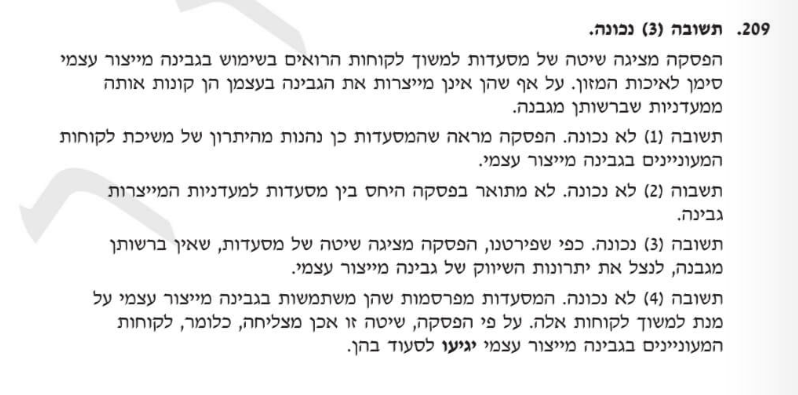 209. תשובה (3) נכונה.
הפסקה מציגה שיטה של מסעדות למשוך לקוחות הרואים בשימוש בגבינה מייצור עצמי
סימן לאיכות המזון. על אף שהן אינן מייצרות את הגבינה בעצמן הן קונות אותה
ממעדניות שברשותן מגבנה.
תשובה (1) לא נכונה. הפסקה מראה שהמסעדות כן נהנות מהיתרון של משיכת לקוחות
המעוניינים בגבינה מייצור עצמי.
תשבוה (2) לא נכונה. לא מתואר בפסקה היחס בין מסעדות למעדניות המייצרות
גבינה.
תשובה (3) נכונה. כפי שפירטנו, הפסקה מציגה שיטה של מסעדות, שאין ברשותן
מגבנה, לנצל את יתרונות השיווק של גבינה מייצור עצמי.
תשובה (4) לא נכונה. המסעדות מפרסמות שהן משתמשות בגבינה מייצור עצמי על
מנת למשוך לקוחות אלה. על פי הפסקה, שיטה זו אכן מצליחה, כלומר, לקוחות
המעוניינים בגבינה מייצור עצמי יגיעו לסעוד בהן.